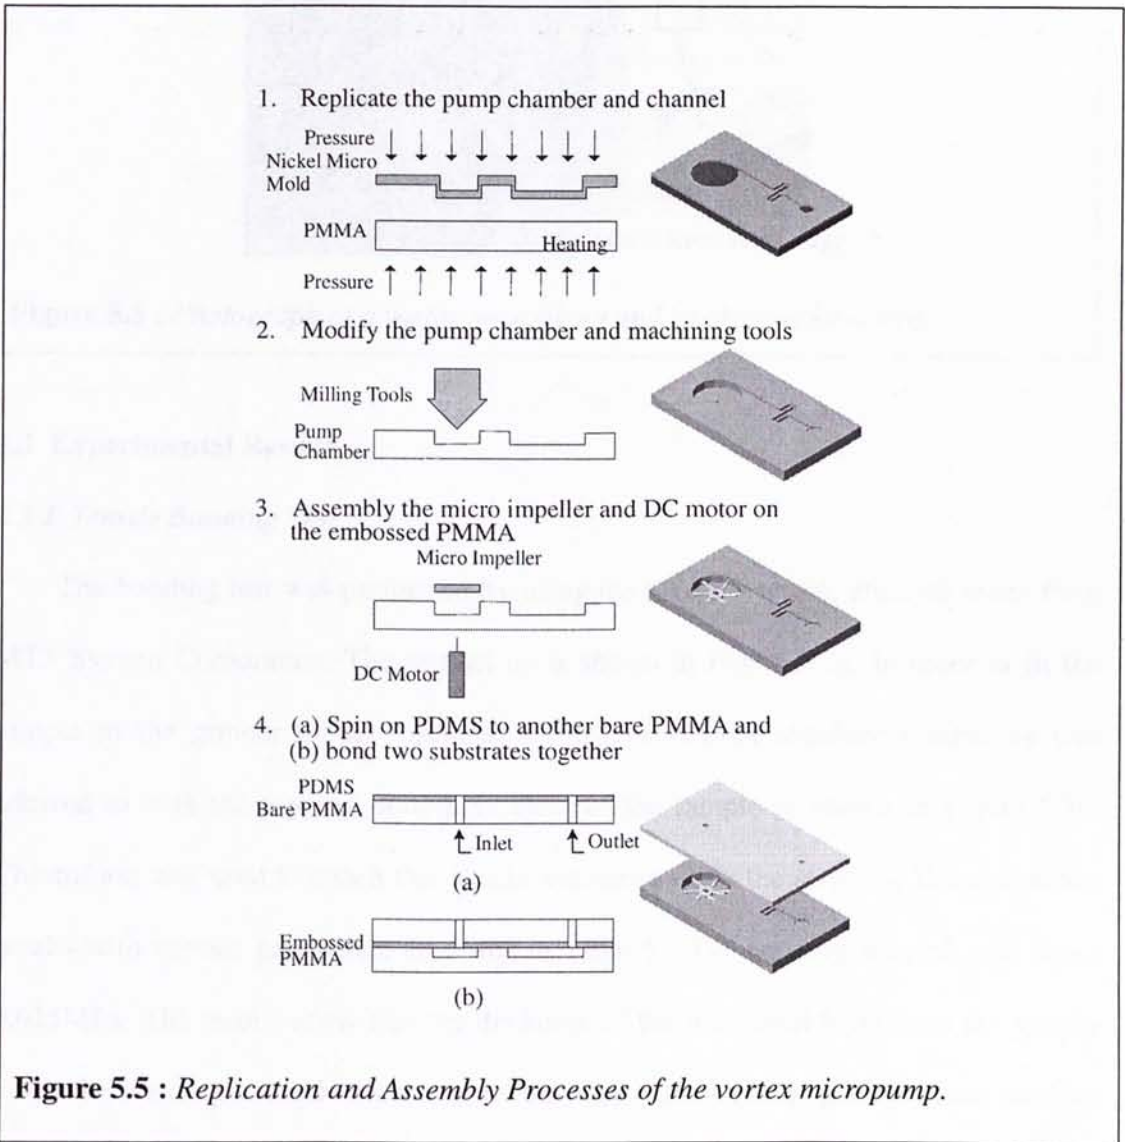 1. Replicate the pump chamber and channel
Pressure
Nickel Micro
Mold
PMMA
Heating
Pressure
2. Modify the pump chamber and machining tools
Milling Tools
Pump
Chamber
3. Assembly the micro impeller and DC motor on
the embossed PMMA
Micro Impeller
DC Motor
4. (a) Spin on PDMS to another bare PMMA and
(b) bond two substrates together
PDMS
Bare PMMA
Inlet
Outlet
(a)
Embossed
PMMA
(b)
Figure 5.5 : Replication and Assembly Processes of the vortex micropump.